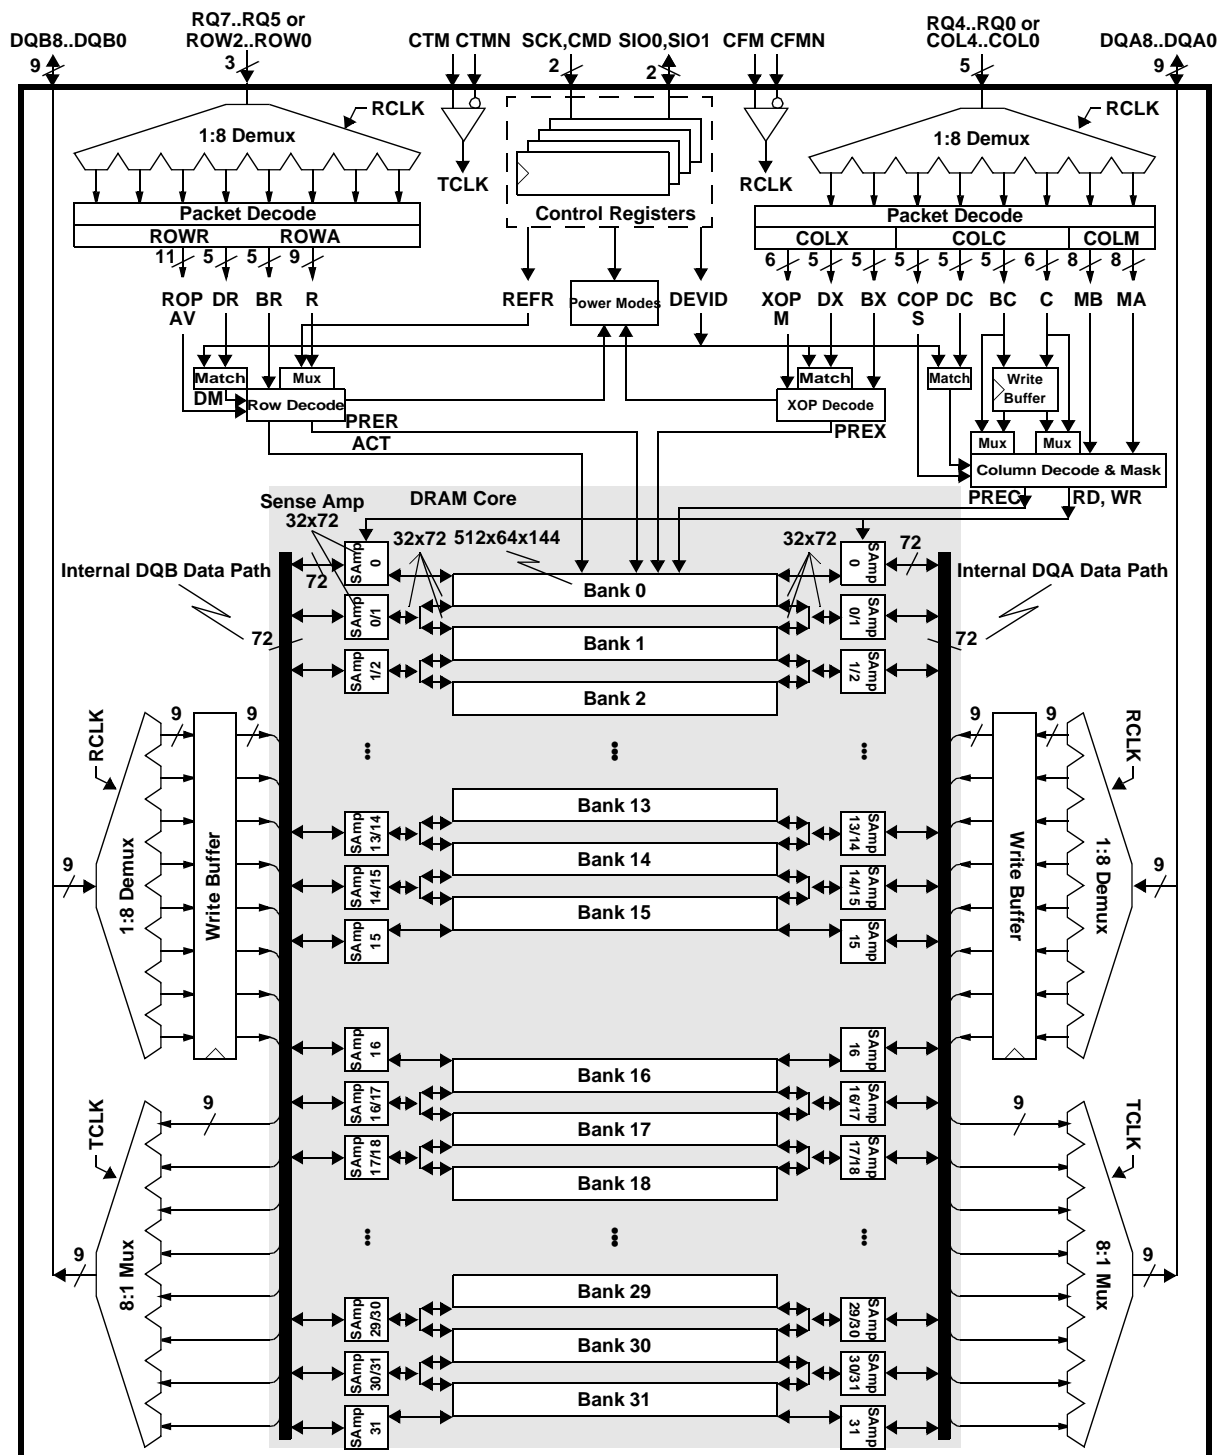 RQ7..RQ5 or
RQ4..RQ0 or
DQB8..DQB0
ROW2..ROW0
CTM CTMN
SCK,CMD
SIO0,SIO1
CFM CFMN
COL4..COL0
DQA8..DQA0
9
3
2
2
5
9
RCLK
RCLK
1:8 Demux
1:8 Demux
TCLK
RCLK
Control Registers
Packet Decode
Packet Decode
ROWR
ROWA
COLX
COLC
COLM
11
5
5
9
6
5
5
5
5
5
6
8
8
ROP
DR
BR
R
REFR
Power Modes
DEVID
XOP
DX
BX
COP
DC
BC
C
MB
MA
AV
M
S
Match
Mux
Match
Match
Write
Buffer
DM
Row Decode
XOP Decode
PRER
PREX
Mux
Mux
ACT
Column Decode & Mask
PREC
RD, WR
Sense Amp
DRAM Core
32x72
32x72
512x64x144
32x72
SAmp
0
72
SAmp
0
72
Internal DQB Data Path
Internal DQA Data Path
Bank 0
SAmp
0/1
SAmp
0/1
72
72
Bank 1
SAmp
1/2
SAmp
1/2
Bank 2
9
9
9
9
RCLK
RCLK
Bank 13
SAmp
13/14
SAmp
13/14
Bank 14
9
1:8 Demux
Write Buffer
SAmp
14/15
SAmp
14/15
Write Buffer
1:8 Demux
9
Bank 15
SAmp
15
SAmp
15
SAmp
16
SAmp
16
Bank 16
SAmp
16/17
SAmp
16/17
9
9
TCLK
TCLK
Bank 17
SAmp
17/18
SAmp
17/18
Bank 18
9
8:1 Mux
8:1 Mux
9
Bank 29
SAmp
29/30
SAmp
29/30
Bank 30
SAmp
30/31
SAmp
30/31
Bank 31
SAmp
31
SAmp
31